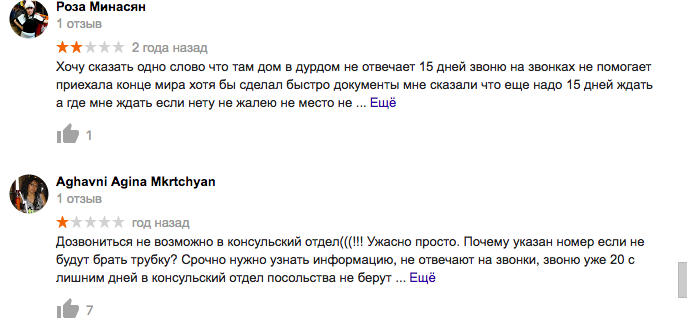 Роза Минасян
1 отзыв
2 года назад
Хочу сказать одно слово что там дом в дурдом не отвечает 15 дней звоню на звонках не помогает
приехала конце мира хотя бы сделал быстро документы мне сказали что еще надо 15 дней ждать
а где мне ждать если нету не жалею не место не ... Ещё
1
Aghavni Agina Mkrtchyan
1 отзыв
год назад
Дозвониться не возможно в консульский отдел(((!!! Ужасно просто. Почему указан номер если не
будут брать трубку? Срочно нужно узнать информацию, не отвечают на звонки, звоню уже 20 с
лишним дней в консульский отдел посольства не берут ... Ещё
7